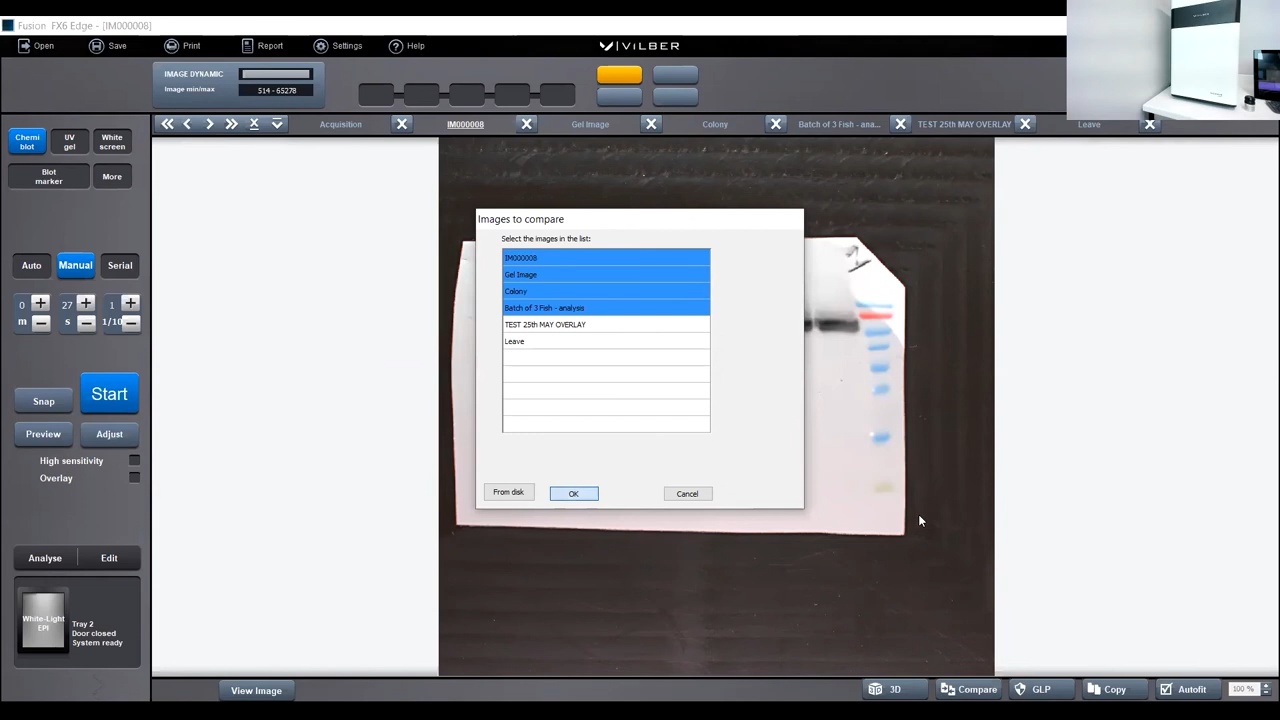 Fusion FX6 Edge - [IM000008]
Open Save Print Report Settings Help
VILBER
IMAGE DYNAMIC
Image min/max 514 - 65278
Acquisition IM000008 Gel Image Colony Batch of 3 Fish - ana... TEST 25th MAY OVERLAY Leave
Chemi blot
UV gel
White screen
Blot marker
More
Auto Manual Serial
0 m
27 s
1 1/10
Snap Start
Preview Adjust
High sensitivity
Overlay
Analyse Edit
White-Light EPI
Tray 2
Door closed
System ready
Images to compare
Select the images in the list:
IM000008
Gel Image
Colony
Batch of 3 Fish - analysis
TEST 25th MAY OVERLAY
Leave
From disk OK Cancel
View Image 3D Compare GLP Copy Autofit 100 %